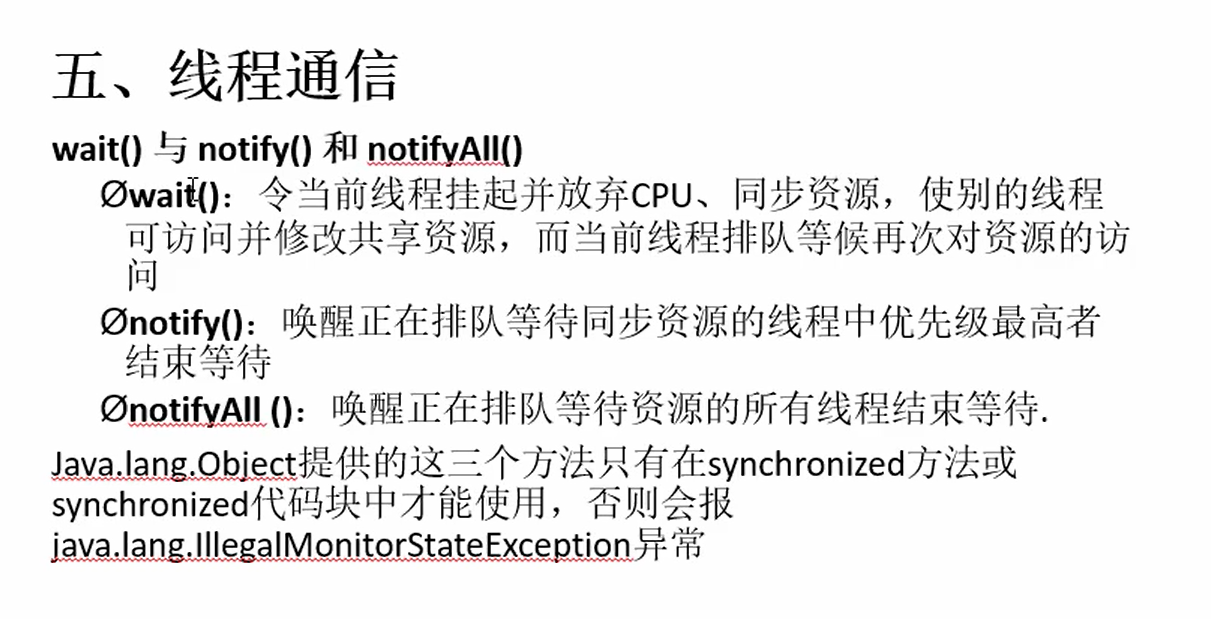 五、线程通信
wait() 与 notify() 和 notifyAll()
Øwait()：令当前线程挂起并放弃CPU、同步资源，使别的线程
可访问并修改共享资源，而当前线程排队等候再次对资源的访
问
Ønotify()：唤醒正在排队等待同步资源的线程中优先级最高者
结束等待
ØnotifyAll ()：唤醒正在排队等待资源的所有线程结束等待.
Java.lang.Object提供的这三个方法只有在synchronized方法或
synchronized代码块中才能使用，否则会报
java.lang.IllegalMonitorStateException异常